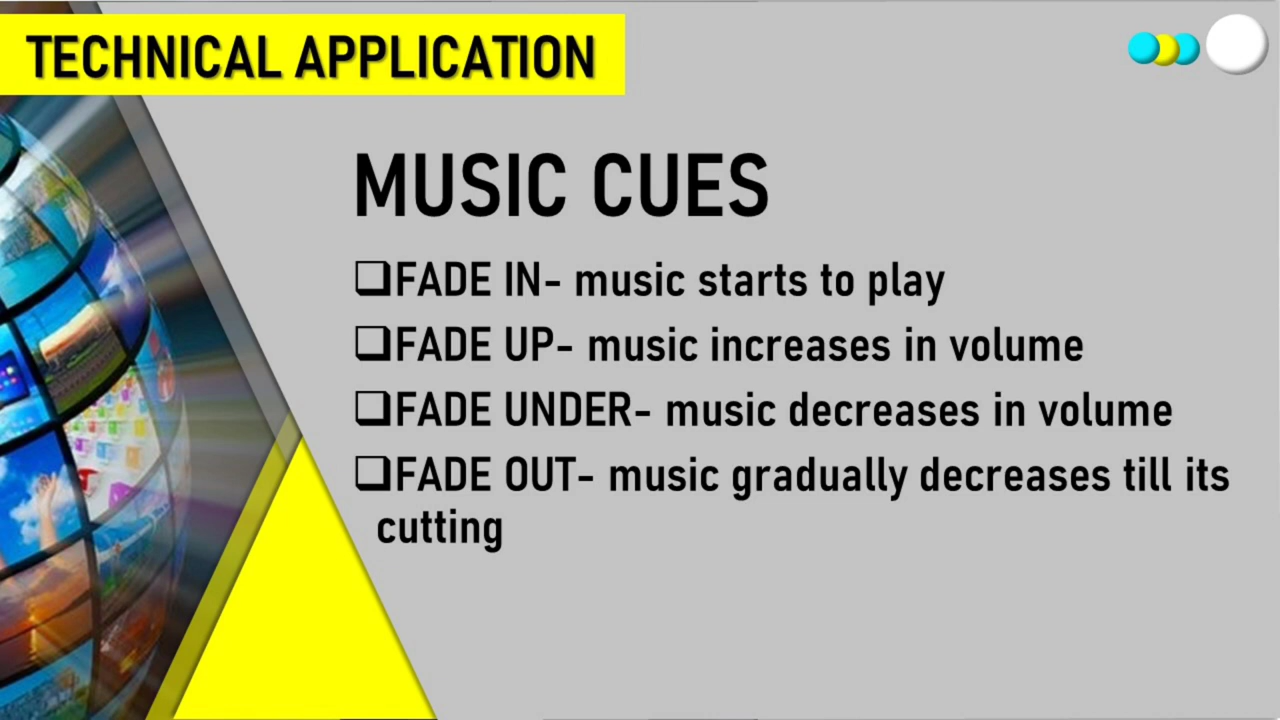 TECHNICAL APPLICATION
MUSIC CUES
❑FADE IN- music starts to play
❑FADE UP- music increases in volume
❑FADE UNDER- music decreases in volume
❑FADE OUT- music gradually decreases till its
cutting